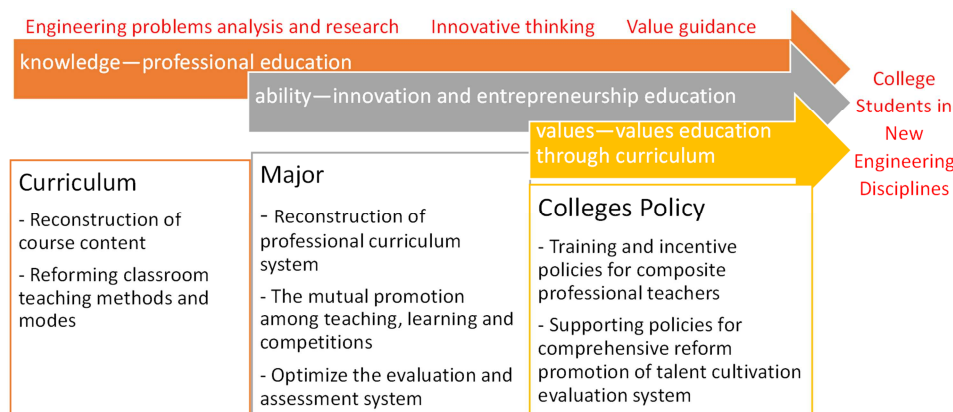 Engineering problems analysis and research Innovative thinking Value guidance
knowledge—professional education
ability—innovation and entrepreneurship education
values—values education
through curriculum
College
Students in
New
Engineering
Disciplines
Curriculum
- Reconstruction of
course content
- Reforming classroom
teaching methods and
modes
Major
- Reconstruction of
professional curriculum
system
- The mutual promotion
among teaching, learning and
competitions
- Optimize the evaluation and
assessment system
Colleges Policy
- Training and incentive
policies for composite
professional teachers
- Supporting policies for
comprehensive reform
promotion of talent cultivation
evaluation system